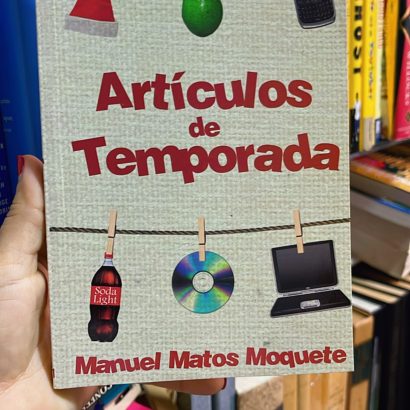 Artículos
de
Temporada
Soda
Light
Manuel Matos Moquete